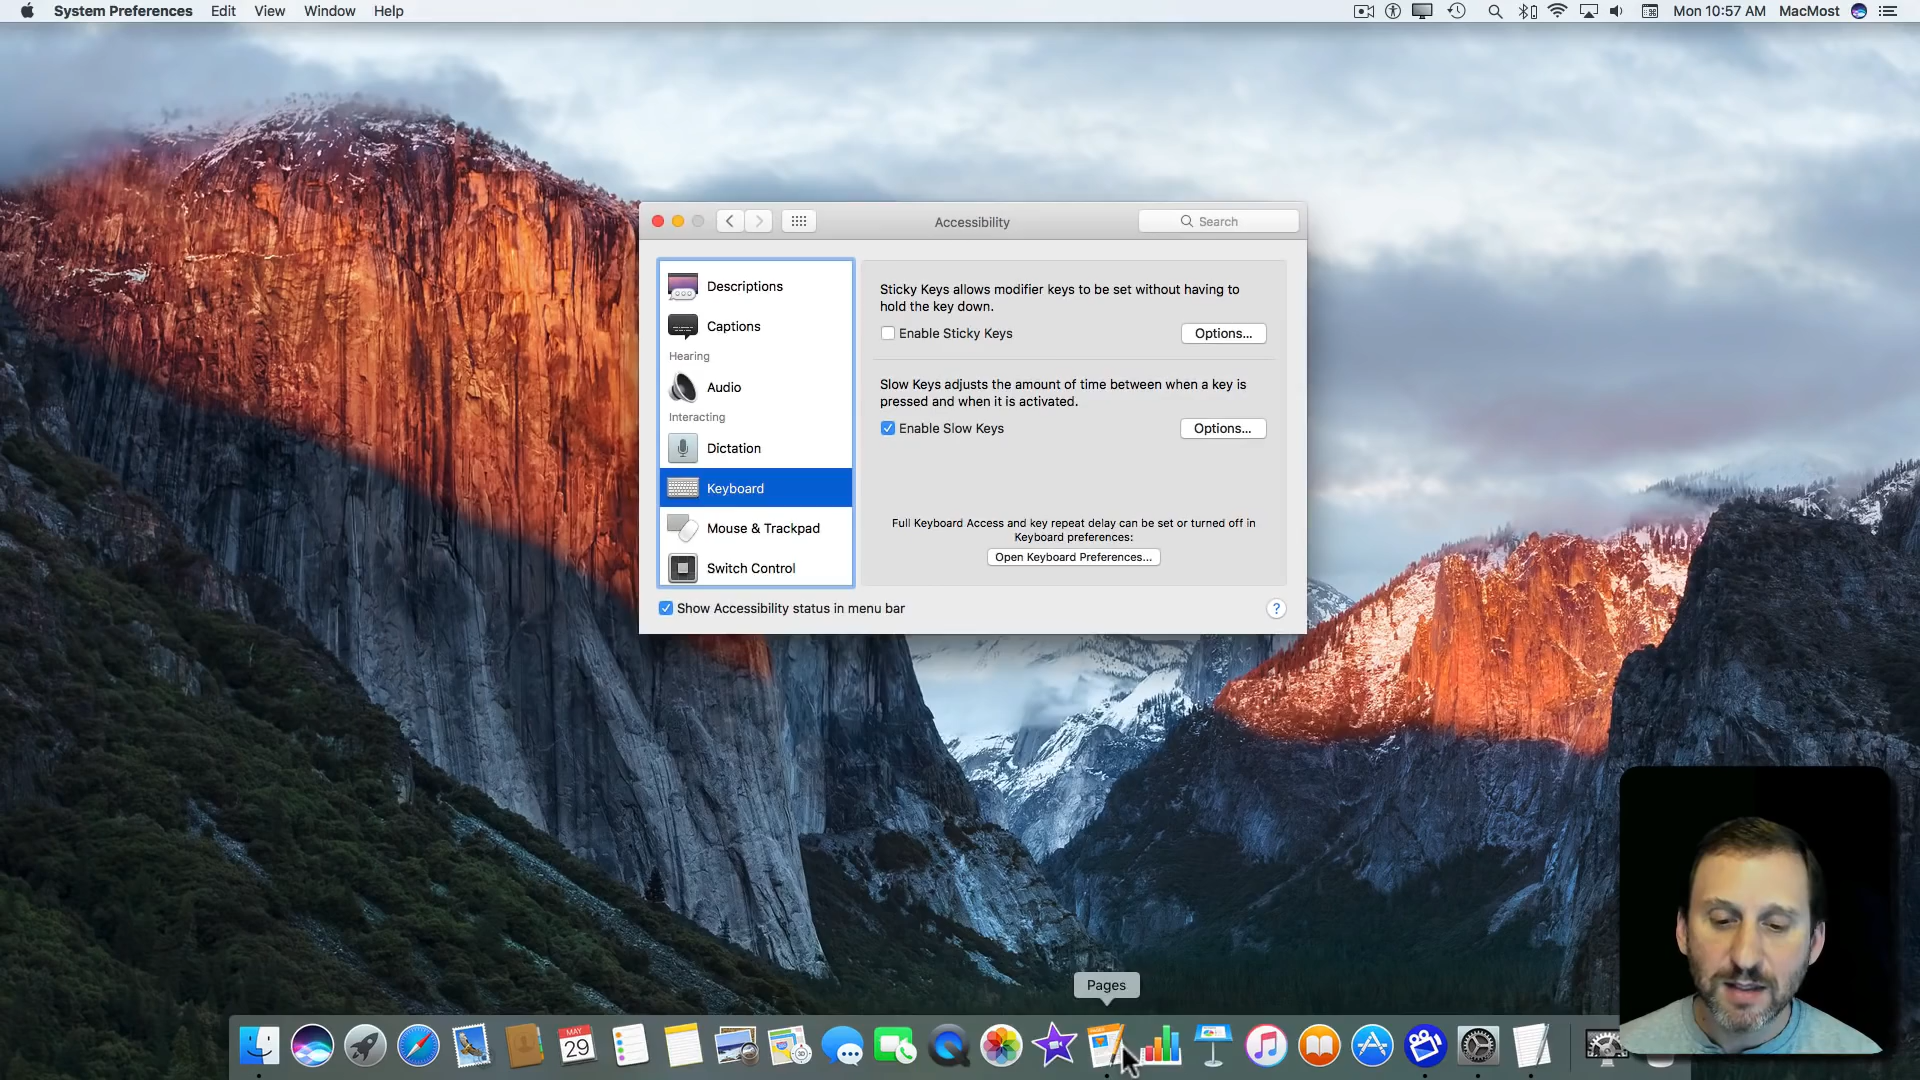 System Preferences Edit View Window Help
Mon 10:57 AM MacMost
Accessibility
Search
Descriptions
Captions
Hearing
Audio
Interacting
Dictation
Keyboard
Mouse & Trackpad
Switch Control
Sticky Keys allows modifier keys to be set without having to
hold the key down.
Enable Sticky Keys
Options...
Slow Keys adjusts the amount of time between when a key is
pressed and when it is activated.
Enable Slow Keys
Options...
Full Keyboard Access and key repeat delay can be set or turned off in
Keyboard preferences:
Open Keyboard Preferences...
Show Accessibility status in menu bar
?
Pages
MAY
29